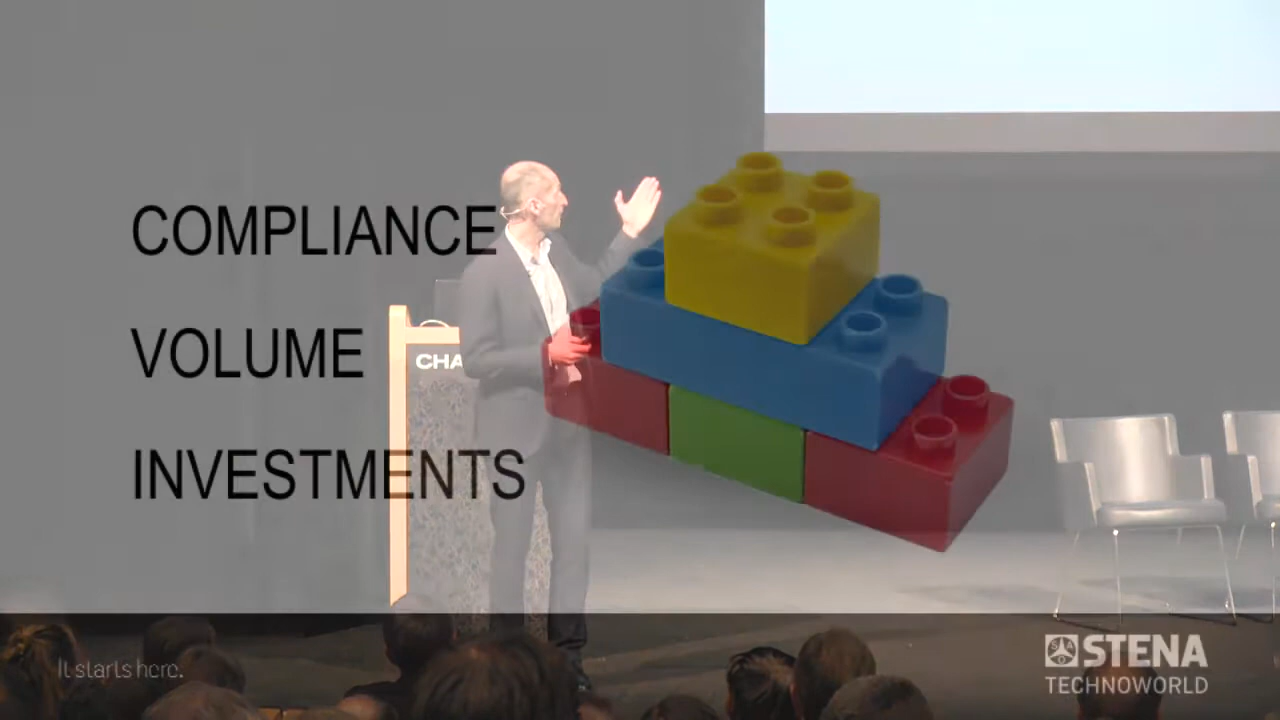 COMPLIANCE
VOLUME
CHA
INVESTMENTS
It starts here.
STENA
TECHNOWORLD